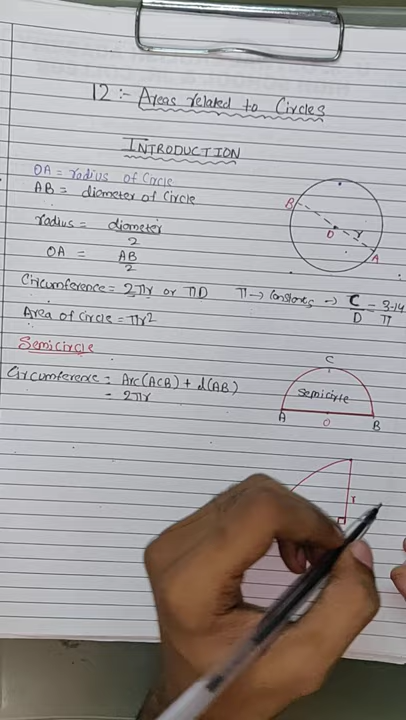 12 :- Areas related to Circles
INTRODUCTION
OA = radius of Circle
AB = diameter of Circle
radius = diameter
2
OA = AB
2
B
O
r
A
Circumference = 2πr or πD π → Constants → C = 3.14
D π
Area of circle = πr²
Semicircle
Circumference = Arc(ACB) + d(AB)
= 2πr
C
Semicircle
A
O
B
r